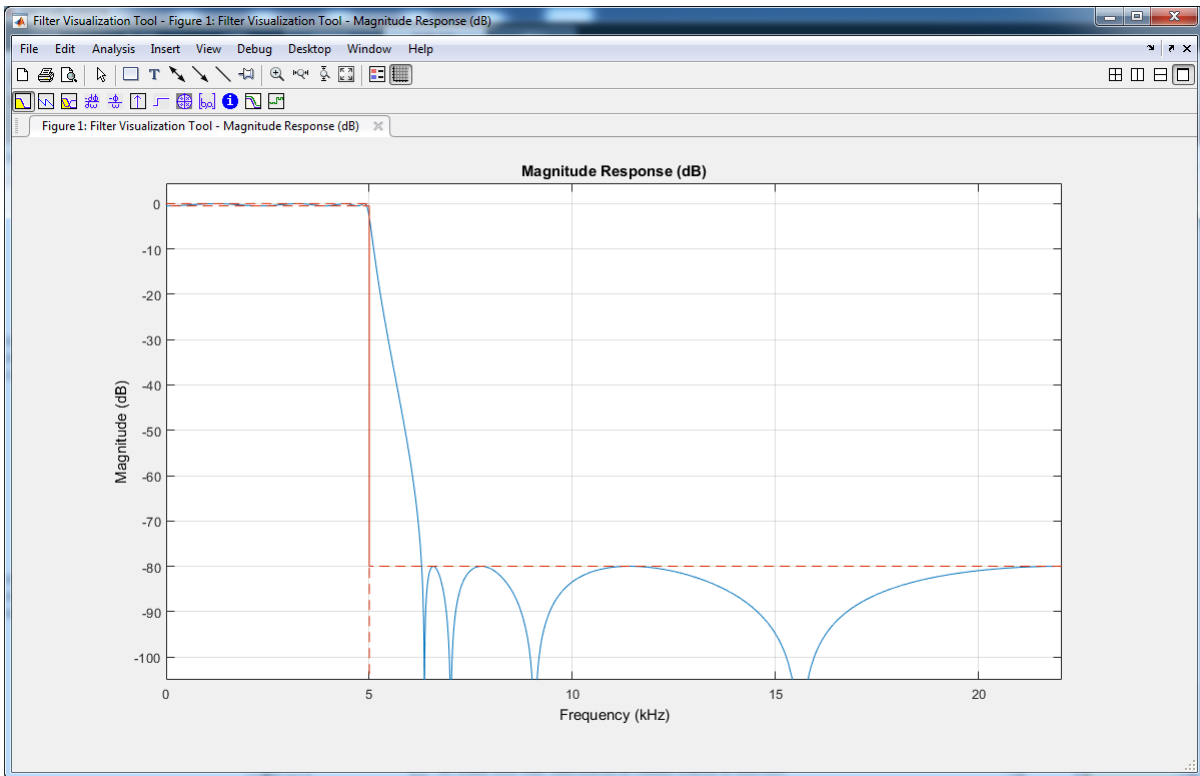 Filter Visualization Tool - Figure 1: Filter Visualization Tool - Magnitude Response (dB)
File Edit Analysis Insert View Debug Desktop Window Help
Figure 1: Filter Visualization Tool - Magnitude Response (dB)
Magnitude Response (dB)
0
-10
-20
-30
-40
-50
-60
-70
-80
-90
-100
Magnitude (dB)
0 5 10 15 20
Frequency (kHz)